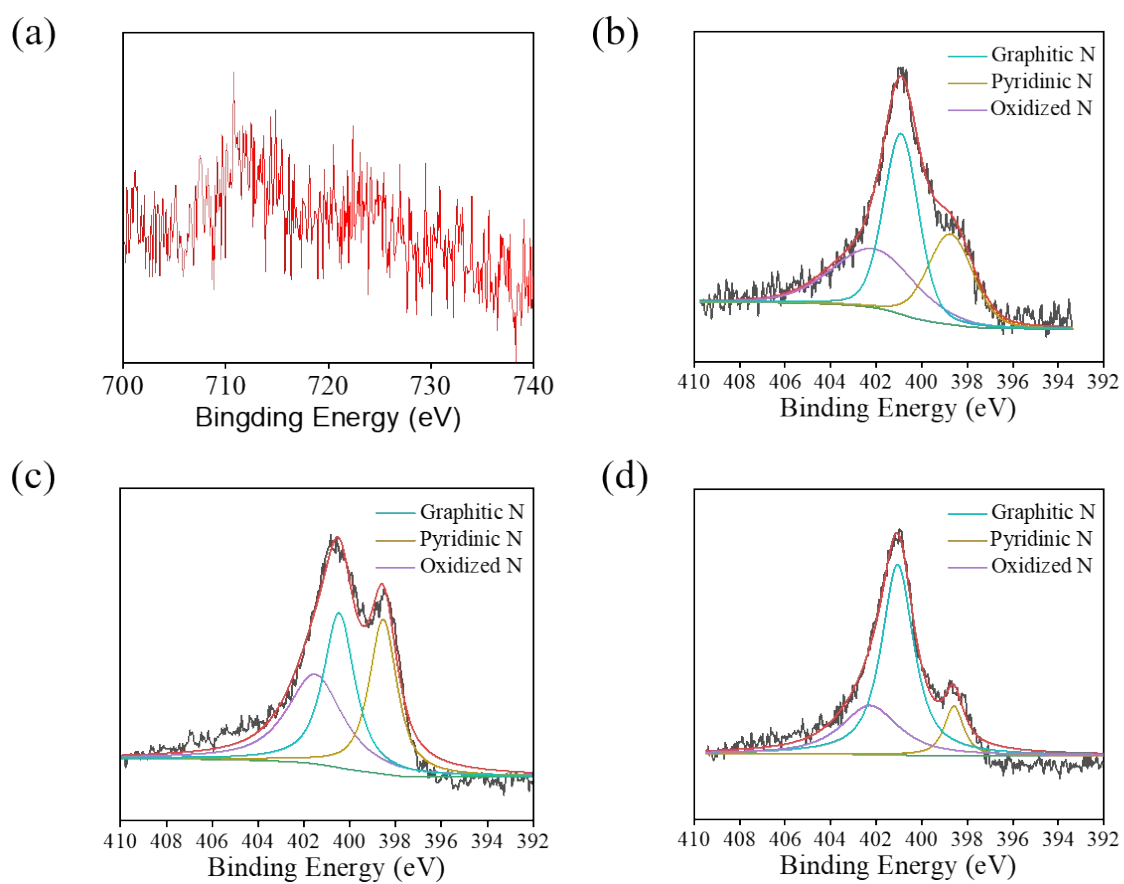 (a)
700 710 720 730 740
Bingding Energy (eV)
(b)
Graphitic N
Pyridinic N
Oxidized N
410 408 406 404 402 400 398 396 394 392
Binding Energy (eV)
(c)
Graphitic N
Pyridinic N
Oxidized N
410 408 406 404 402 400 398 396 394 392
Binding Energy (eV)
(d)
Graphitic N
Pyridinic N
Oxidized N
410 408 406 404 402 400 398 396 394 392
Binding Energy (eV)